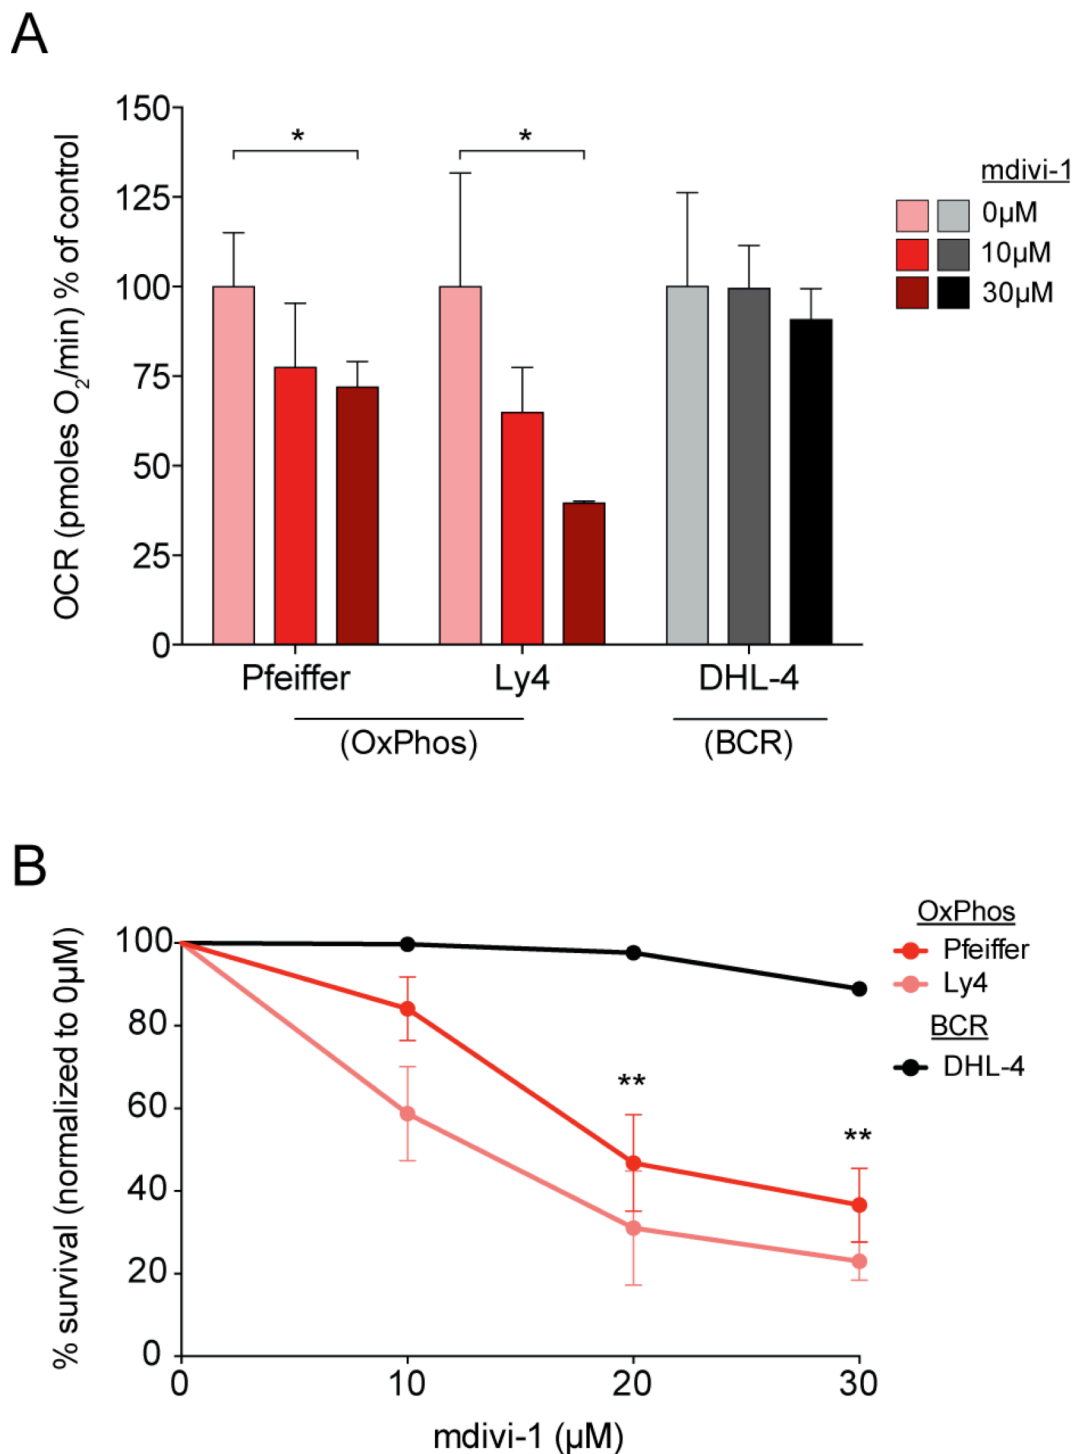 A
OCR (pmoles O₂/min) % of control
150
125
100
75
50
25
0
*
*
mdivi-1
0µM
10µM
30µM
Pfeiffer
Ly4
DHL-4
(OxPhos)
(BCR)
B
% survival (normalized to 0µM)
100
80
60
40
20
0
**
**
OxPhos
Pfeiffer
Ly4
BCR
DHL-4
0
10
20
30
mdivi-1 (µM)